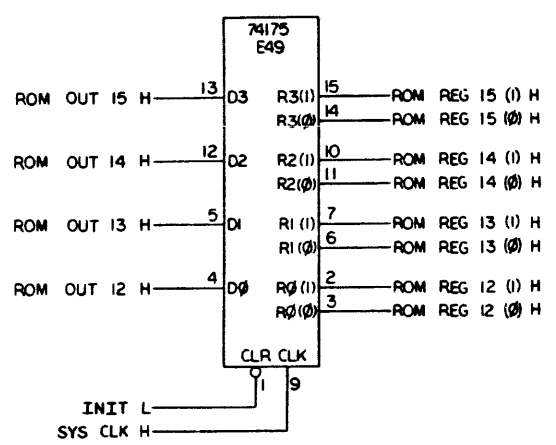 74175
E49
ROM OUT 15 H 13 D3 R3(1) 15 ROM REG 15 (1) H
R3(Ø) 14 ROM REG 15 (Ø) H
ROM OUT 14 H 12 D2 R2(1) 10 ROM REG 14 (1) H
R2(Ø) 11 ROM REG 14 (Ø) H
ROM OUT 13 H 5 D1 R1(1) 7 ROM REG 13 (1) H
R1(Ø) 6 ROM REG 13 (Ø) H
ROM OUT 12 H 4 DØ RØ(1) 2 ROM REG 12 (1) H
RØ(Ø) 3 ROM REG 12 (Ø) H
CLR CLK
1 9
INIT L
SYS CLK H